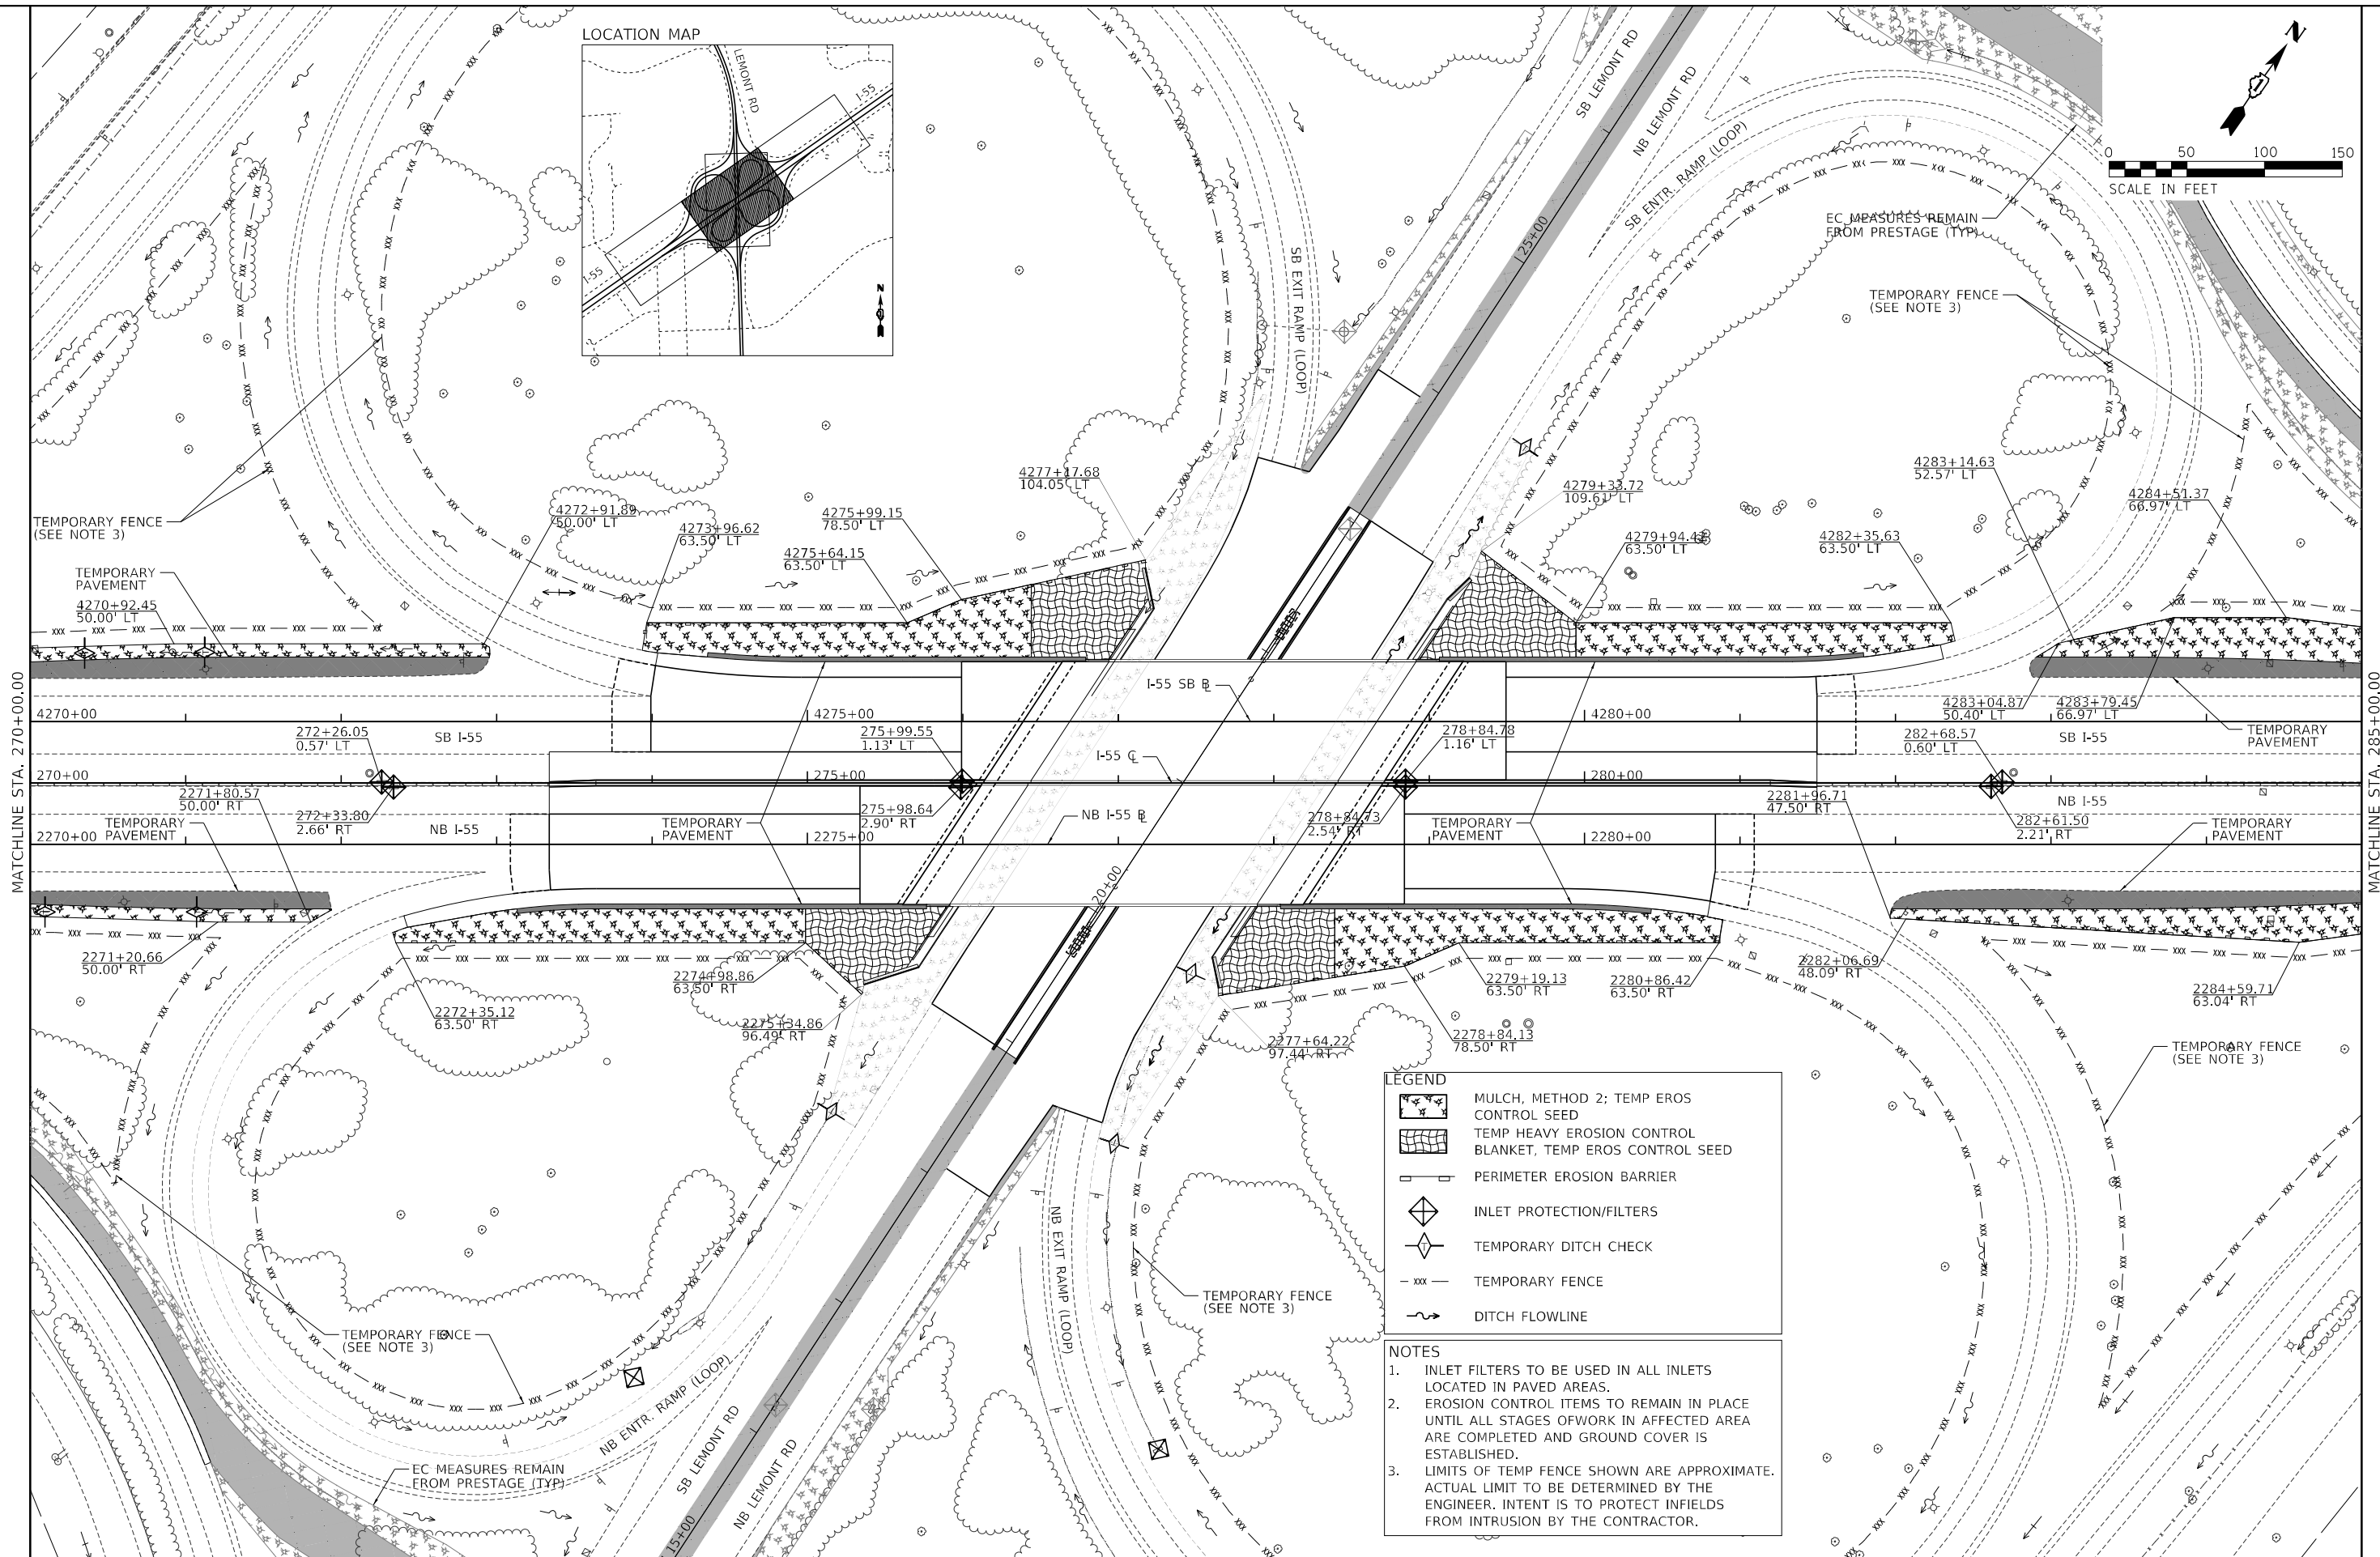 LOCATION MAP
LEMONT RD
I-55
I-55
N
N
0 50 100 150
SCALE IN FEET
SB LEMONT RD
NB LEMONT RD
SB ENTR. RAMP (LOOP)
25+00
SB EXIT RAMP (LOOP)
EC MEASURES REMAIN
FROM PRESTAGE (TYP)
TEMPORARY FENCE
(SEE NOTE 3)
TEMPORARY FENCE
(SEE NOTE 3)
TEMPORARY
PAVEMENT
4270+92.45
50.00' LT
4272+91.89
50.00' LT
4273+96.62
63.50' LT
4275+64.15
63.50' LT
4275+99.15
78.50' LT
4277+17.68
104.05' LT
4279+33.72
109.61' LT
4279+94.43
63.50' LT
4282+35.63
63.50' LT
4283+14.63
52.57' LT
4284+51.37
66.97' LT
MATCHLINE STA. 270+00.00
MATCHLINE STA. 285+00.00
4270+00
4275+00
4280+00
I-55 SB BL
4283+04.87
50.40' LT
4283+79.45
66.97' LT
TEMPORARY
PAVEMENT
272+26.05
0.57' LT
SB I-55
275+99.55
1.13' LT
I-55 CL
278+84.78
1.16' LT
282+68.57
0.60' LT
SB I-55
270+00
275+00
280+00
2271+80.57
50.00' RT
272+33.80
2.66' RT
TEMPORARY
PAVEMENT
NB I-55
TEMPORARY
PAVEMENT
275+98.64
2.90' RT
NB I-55 BL
278+84.73
2.54' RT
TEMPORARY
PAVEMENT
2281+96.71
47.50' RT
NB I-55
282+61.50
2.21' RT
TEMPORARY
PAVEMENT
2270+00
2275+00
2280+00
20+00
2271+20.66
50.00' RT
2272+35.12
63.50' RT
2274+98.86
63.50' RT
2275+34.86
96.49' RT
2277+64.22
97.44' RT
2278+84.13
78.50' RT
2279+19.13
63.50' RT
2280+86.42
63.50' RT
2282+06.69
48.09' RT
2284+59.71
63.04' RT
TEMPORARY FENCE
(SEE NOTE 3)
TEMPORARY FENCE
(SEE NOTE 3)
TEMPORARY FENCE
(SEE NOTE 3)
NB EXIT RAMP (LOOP)
NB ENTR. RAMP (LOOP)
SB LEMONT RD
NB LEMONT RD
15+00
EC MEASURES REMAIN
FROM PRESTAGE (TYP)
LEGEND
MULCH, METHOD 2; TEMP EROS
CONTROL SEED
TEMP HEAVY EROSION CONTROL
BLANKET, TEMP EROS CONTROL SEED
PERIMETER EROSION BARRIER
INLET PROTECTION/FILTERS
T
TEMPORARY DITCH CHECK
XXX
TEMPORARY FENCE
DITCH FLOWLINE
NOTES
1. INLET FILTERS TO BE USED IN ALL INLETS
LOCATED IN PAVED AREAS.
2. EROSION CONTROL ITEMS TO REMAIN IN PLACE
UNTIL ALL STAGES OFWORK IN AFFECTED AREA
ARE COMPLETED AND GROUND COVER IS
ESTABLISHED.
3. LIMITS OF TEMP FENCE SHOWN ARE APPROXIMATE.
ACTUAL LIMIT TO BE DETERMINED BY THE
ENGINEER. INTENT IS TO PROTECT INFIELDS
FROM INTRUSION BY THE CONTRACTOR.